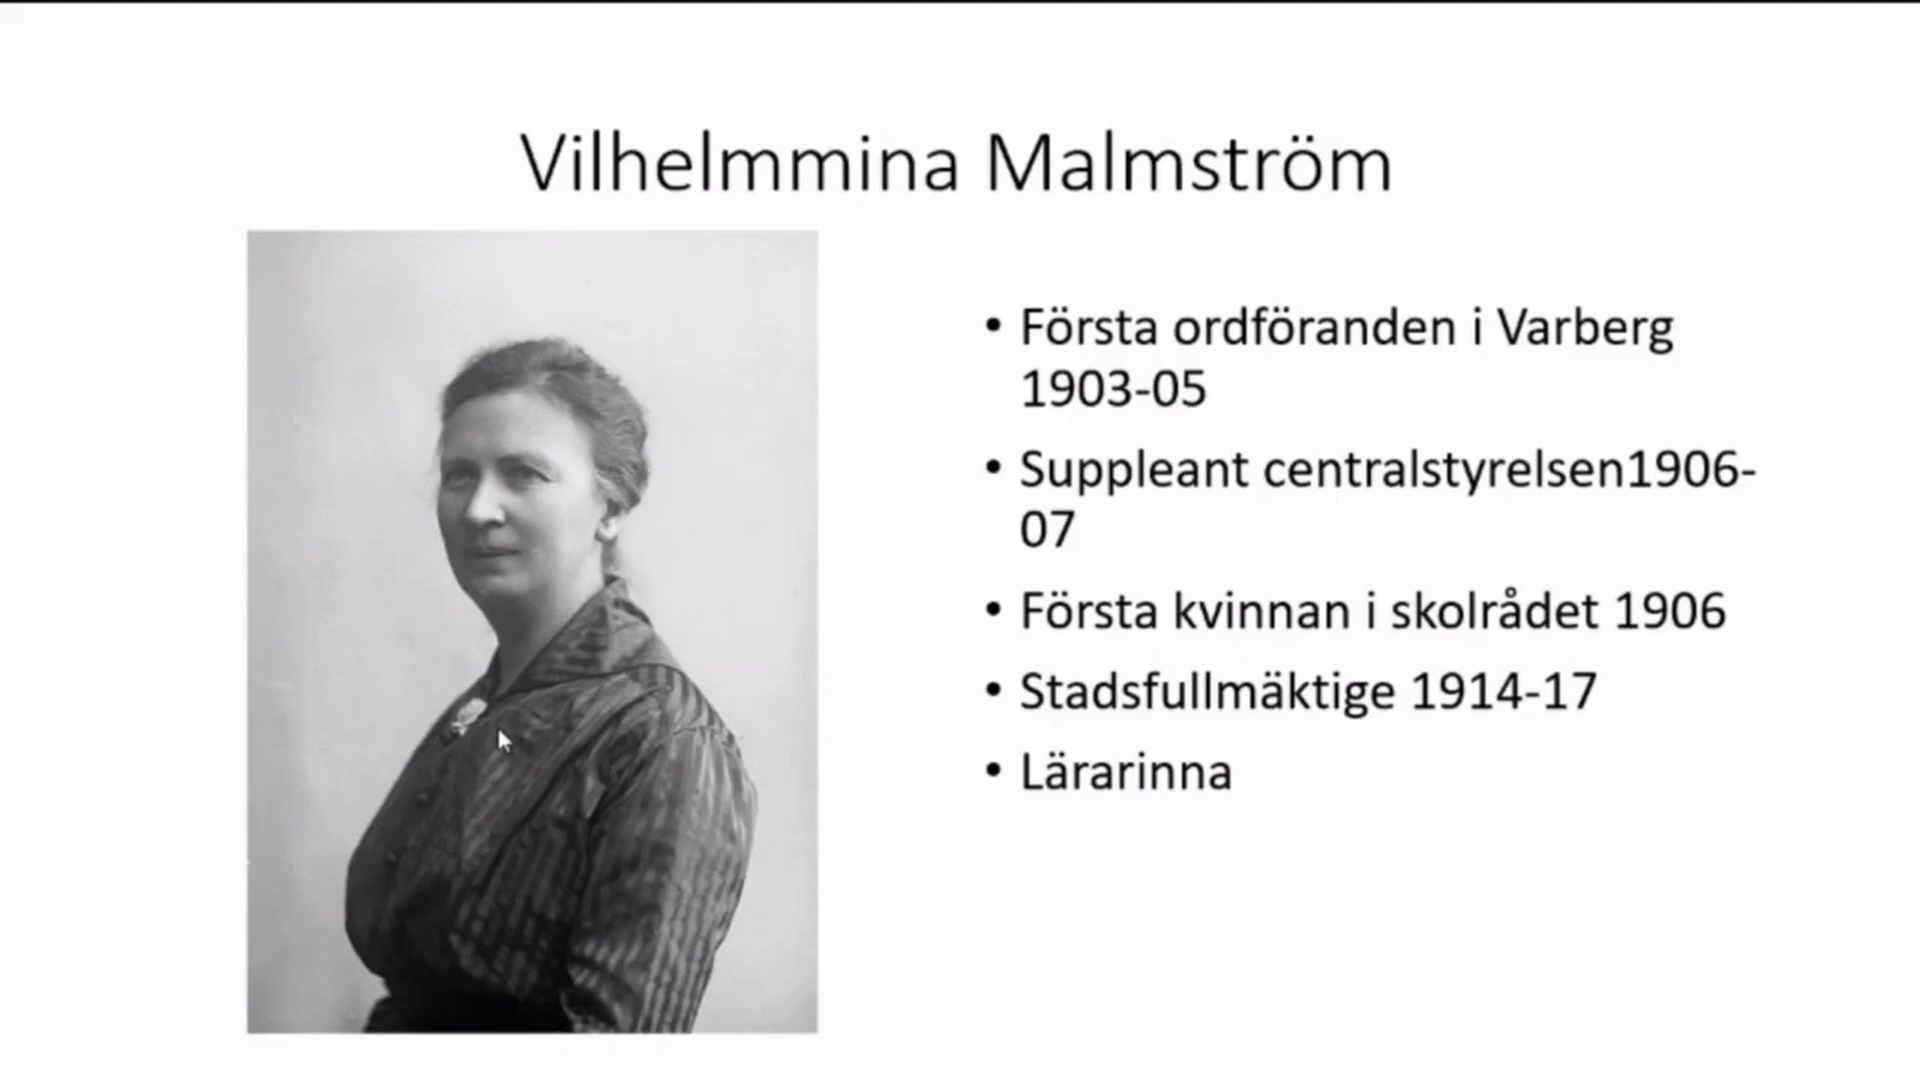 Vilhelmmina Malmström
• Första ordföranden i Varberg
1903-05
• Suppleant centralstyrelsen1906-
07
• Första kvinnan i skolrådet 1906
• Stadsfullmäktige 1914-17
• Lärarinna